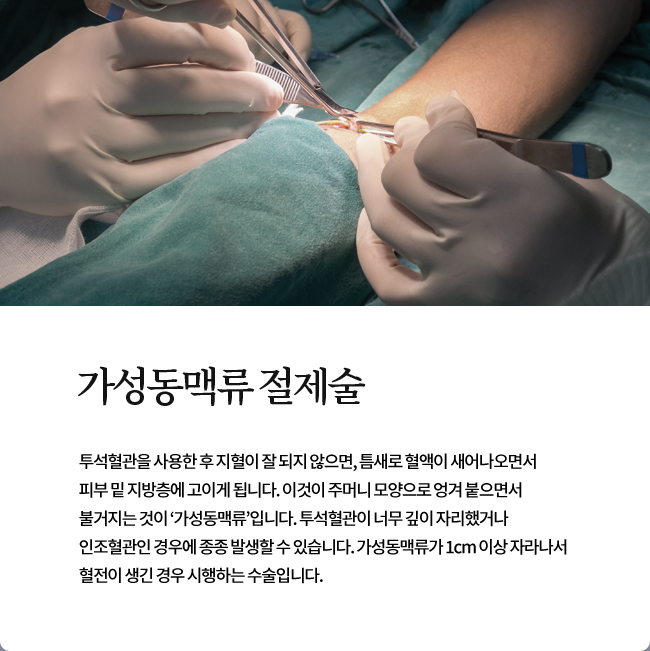 가성동맥류 절제술
투석혈관을 사용한 후 지혈이 잘 되지 않으면, 틈새로 혈액이 새어나오면서
피부 밑 지방층에 고이게 됩니다. 이것이 주머니 모양으로 엉겨 붙으면서
불거지는 것이 ‘가성동맥류’입니다. 투석혈관이 너무 깊이 자리했거나
인조혈관인 경우에 종종 발생할 수 있습니다. 가성동맥류가 1cm 이상 자라나서
혈전이 생긴 경우 시행하는 수술입니다.